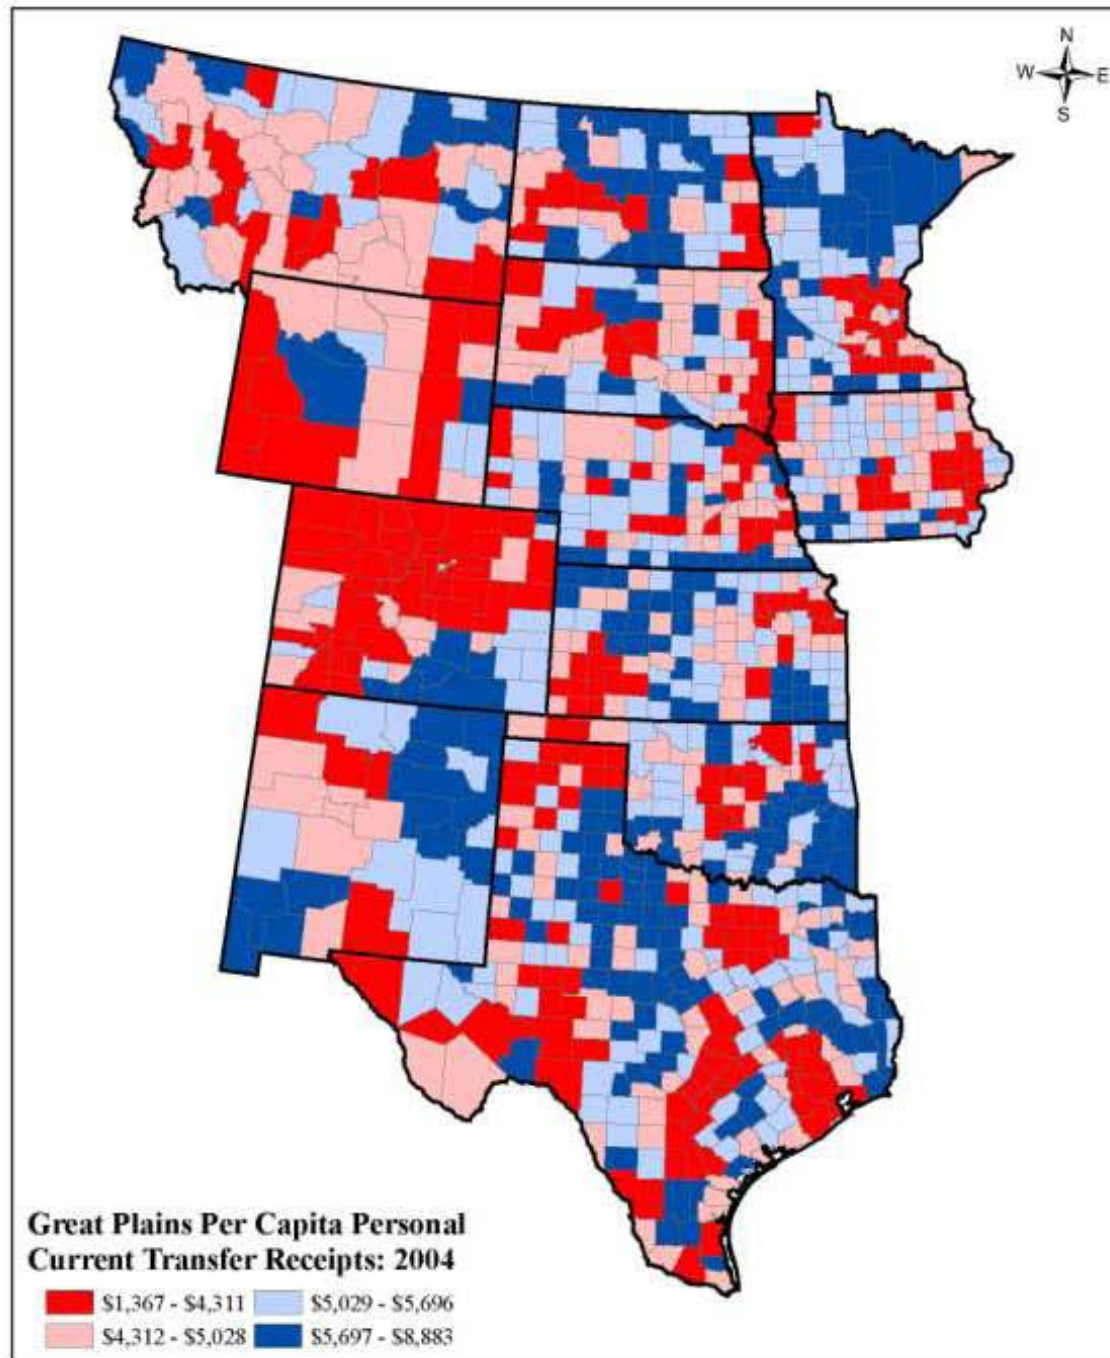 N
W E
S
Great Plains Per Capita Personal
Current Transfer Receipts: 2004
$1,367 - $4,311 $5,029 - $5,696
$4,312 - $5,028 $5,697 - $8,883